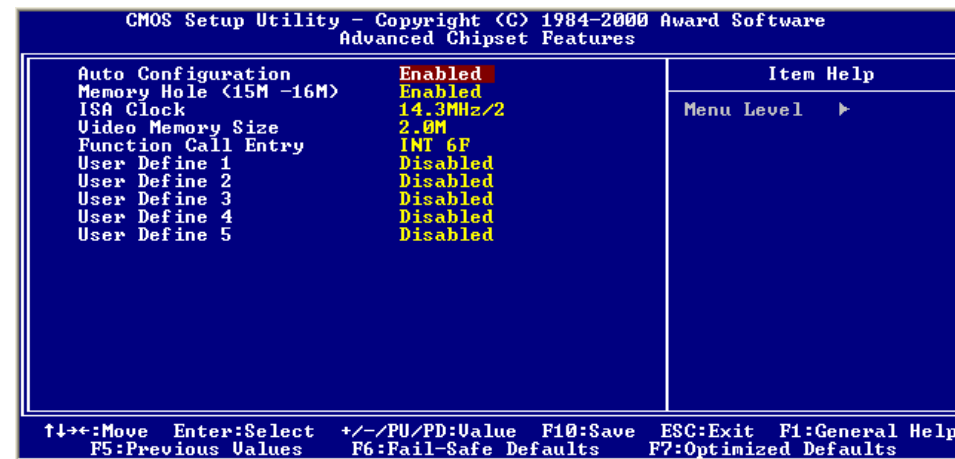 CMOS Setup Utility - Copyright (C) 1984-2000 Award Software
Advanced Chipset Features
Auto Configuration Enabled
Memory Hole (15M -16M) Enabled
ISA Clock 14.3MHz/2
Video Memory Size 2.0M
Function Call Entry INT 6F
User Define 1 Disabled
User Define 2 Disabled
User Define 3 Disabled
User Define 4 Disabled
User Define 5 Disabled
Item Help
Menu Level ►
↑↓→←:Move Enter:Select +/-/PU/PD:Value F10:Save ESC:Exit F1:General Help
F5:Previous Values F6:Fail-Safe Defaults F7:Optimized Defaults